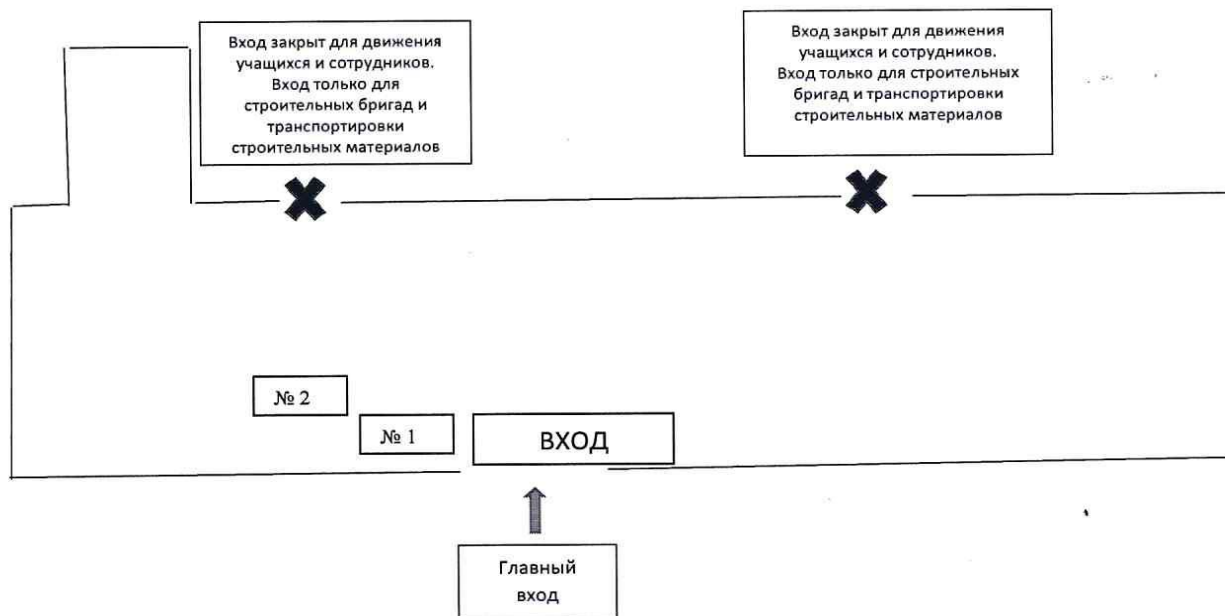 Вход закрыт для движения
учащихся и сотрудников.
Вход только для
строительных бригад и
транспортировки
строительных материалов
Вход закрыт для движения
учащихся и сотрудников.
Вход только для строительных
бригад и транспортировки
строительных материалов
№ 2
№ 1
ВХОД
Главный
вход